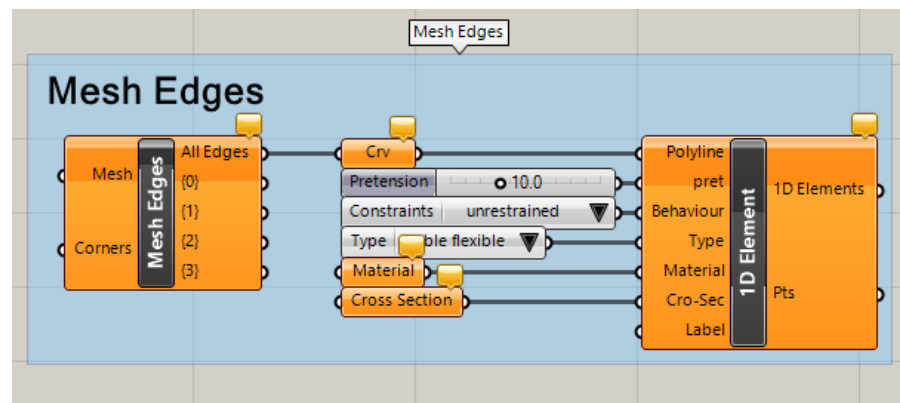 Mesh Edges
Mesh Edges
Mesh
Corners
Mesh Edges
All Edges
{0}
{1}
{2}
{3}
Crv
Pretension 10.0
Constraints unrestrained
Type ble flexible
Material
Cross Section
Polyline
pret
Behaviour
Type
Material
Cro-Sec
Label
1D Element
1D Elements
Pts